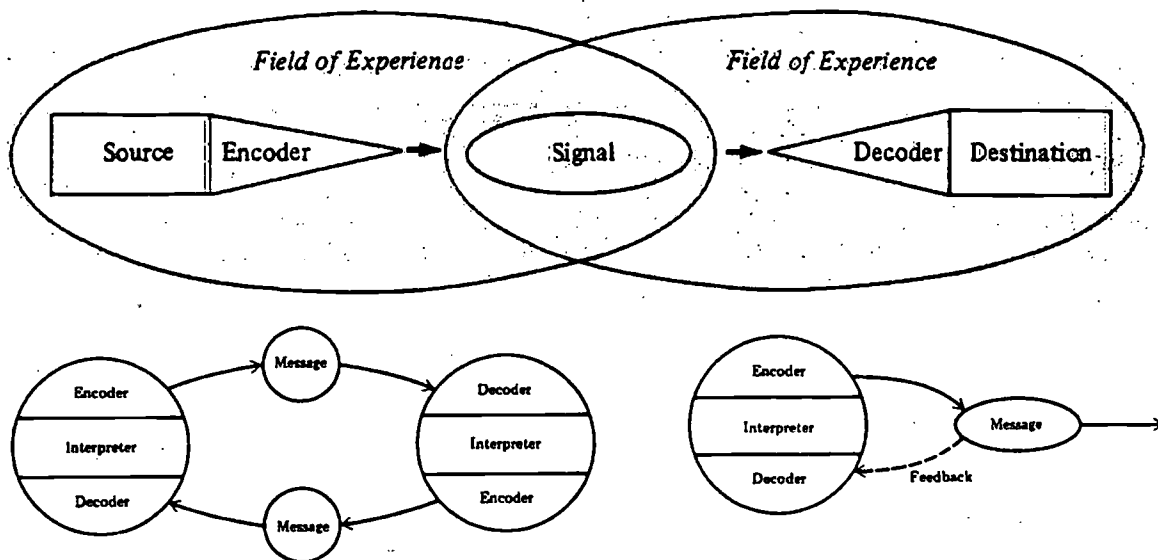 Field of Experience
Field of Experience
Source
Encoder
Signal
Decoder
Destination
Message
Encoder
Interpreter
Decoder
Decoder
Interpreter
Encoder
Message
Encoder
Interpreter
Decoder
Message
Feedback